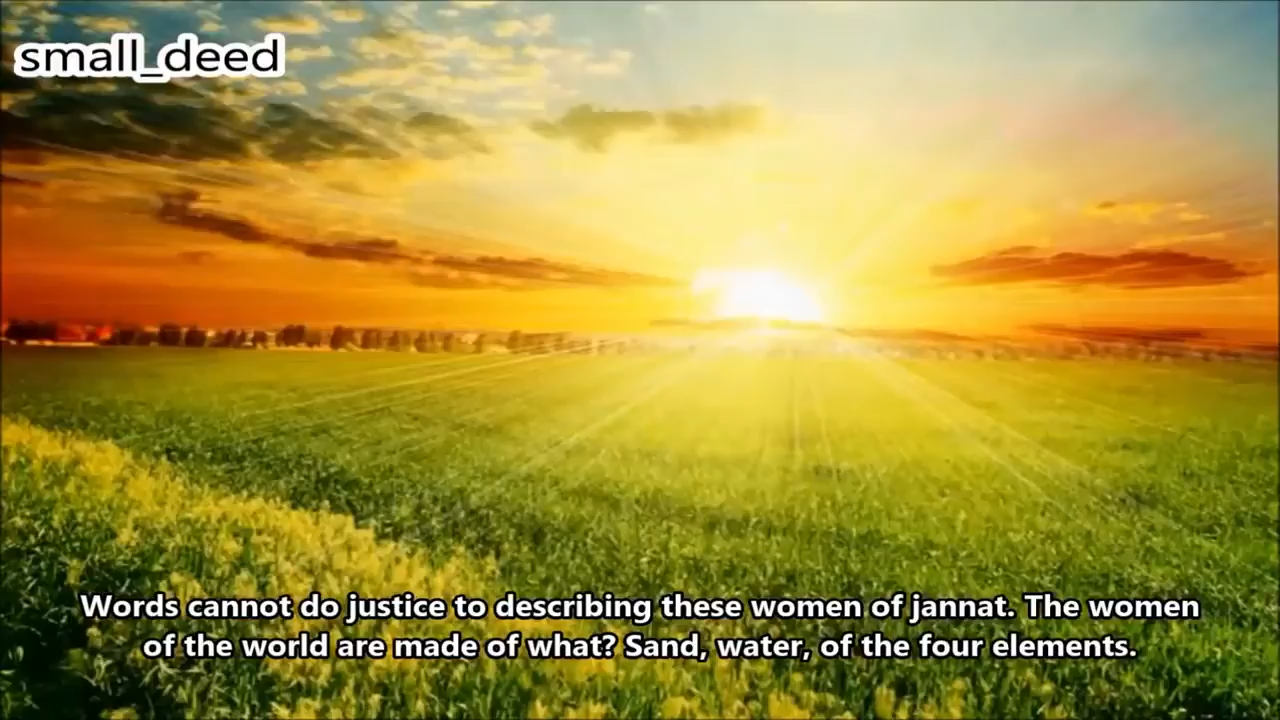 small_deed
Words cannot do justice to describing these women of jannat. The women
of the world are made of what? Sand, water, of the four elements.